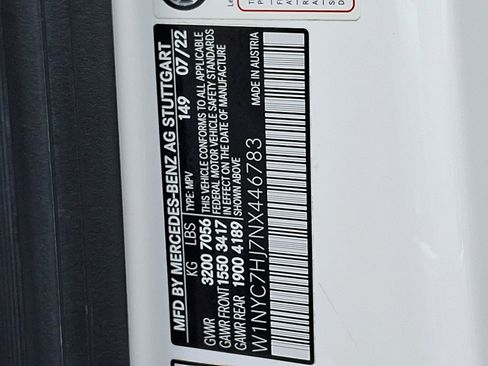 MFD BY MERCEDES-BENZ AG STUTTGART
KG LBS TYPE: MPV 149 07/22
GVWR 3200 7056 THIS VEHICLE CONFORMS TO ALL APPLICABLE
GAWR FRONT 1550 3417 FEDERAL MOTOR VEHICLE SAFETY STANDARDS
GAWR REAR 1900 4189 IN EFFECT ON THE DATE OF MANUFACTURE
SHOWN ABOVE
W1NYC7HJ7NX446783 MADE IN AUSTRIA